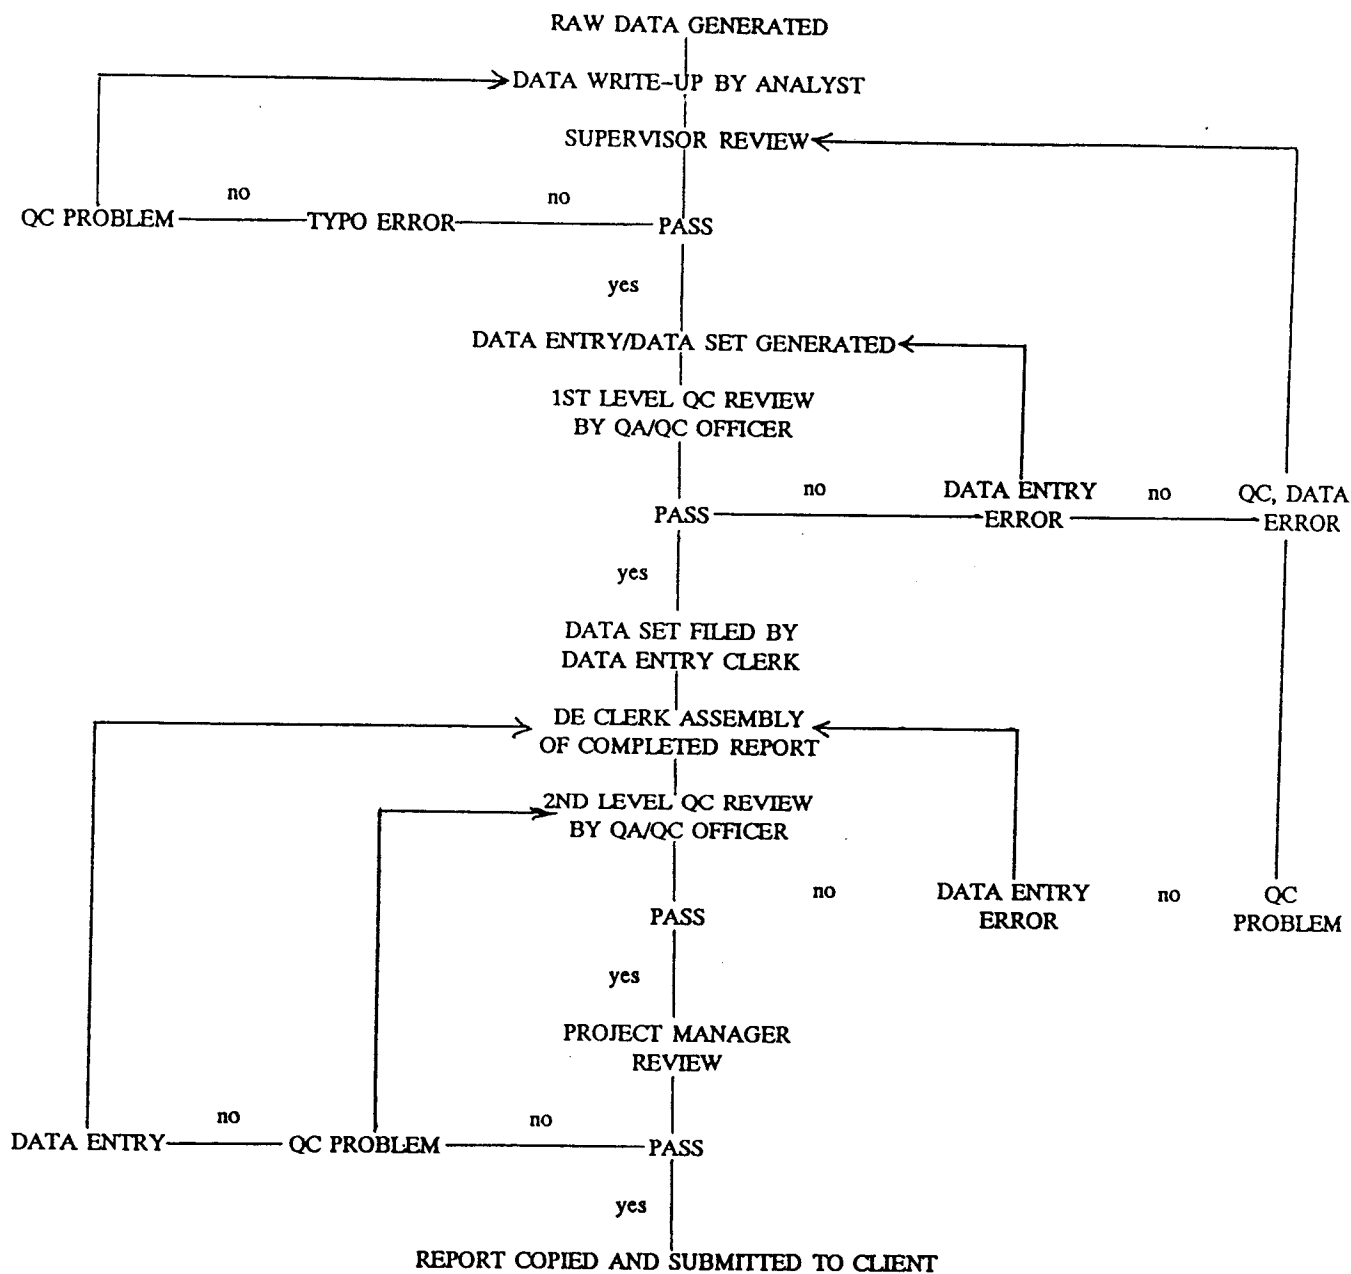 RAW DATA GENERATED
DATA WRITE-UP BY ANALYST
SUPERVISOR REVIEW
no
no
QC PROBLEM
TYPO ERROR
PASS
yes
DATA ENTRY/DATA SET GENERATED
1ST LEVEL QC REVIEW
BY QA/QC OFFICER
PASS
no
DATA ENTRY
ERROR
no
QC, DATA
ERROR
yes
DATA SET FILED BY
DATA ENTRY CLERK
DE CLERK ASSEMBLY
OF COMPLETED REPORT
2ND LEVEL QC REVIEW
BY QA/QC OFFICER
PASS
no
DATA ENTRY
ERROR
no
QC
PROBLEM
yes
PROJECT MANAGER
REVIEW
DATA ENTRY
no
QC PROBLEM
no
PASS
yes
REPORT COPIED AND SUBMITTED TO CLIENT